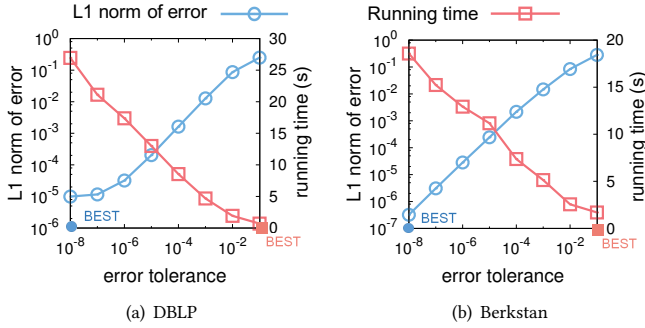 L1 norm of error
Running time
10^0
10^-1
10^-2
10^-3
10^-4
10^-5
10^-6
L1 norm of error
30
25
20
15
10
5
0
running time (s)
BEST
BEST
10^-8
10^-6
10^-4
10^-2
error tolerance
(a) DBLP
10^0
10^-1
10^-2
10^-3
10^-4
10^-5
10^-6
10^-7
L1 norm of error
20
15
10
5
0
running time (s)
BEST
BEST
10^-8
10^-6
10^-4
10^-2
error tolerance
(b) Berkstan